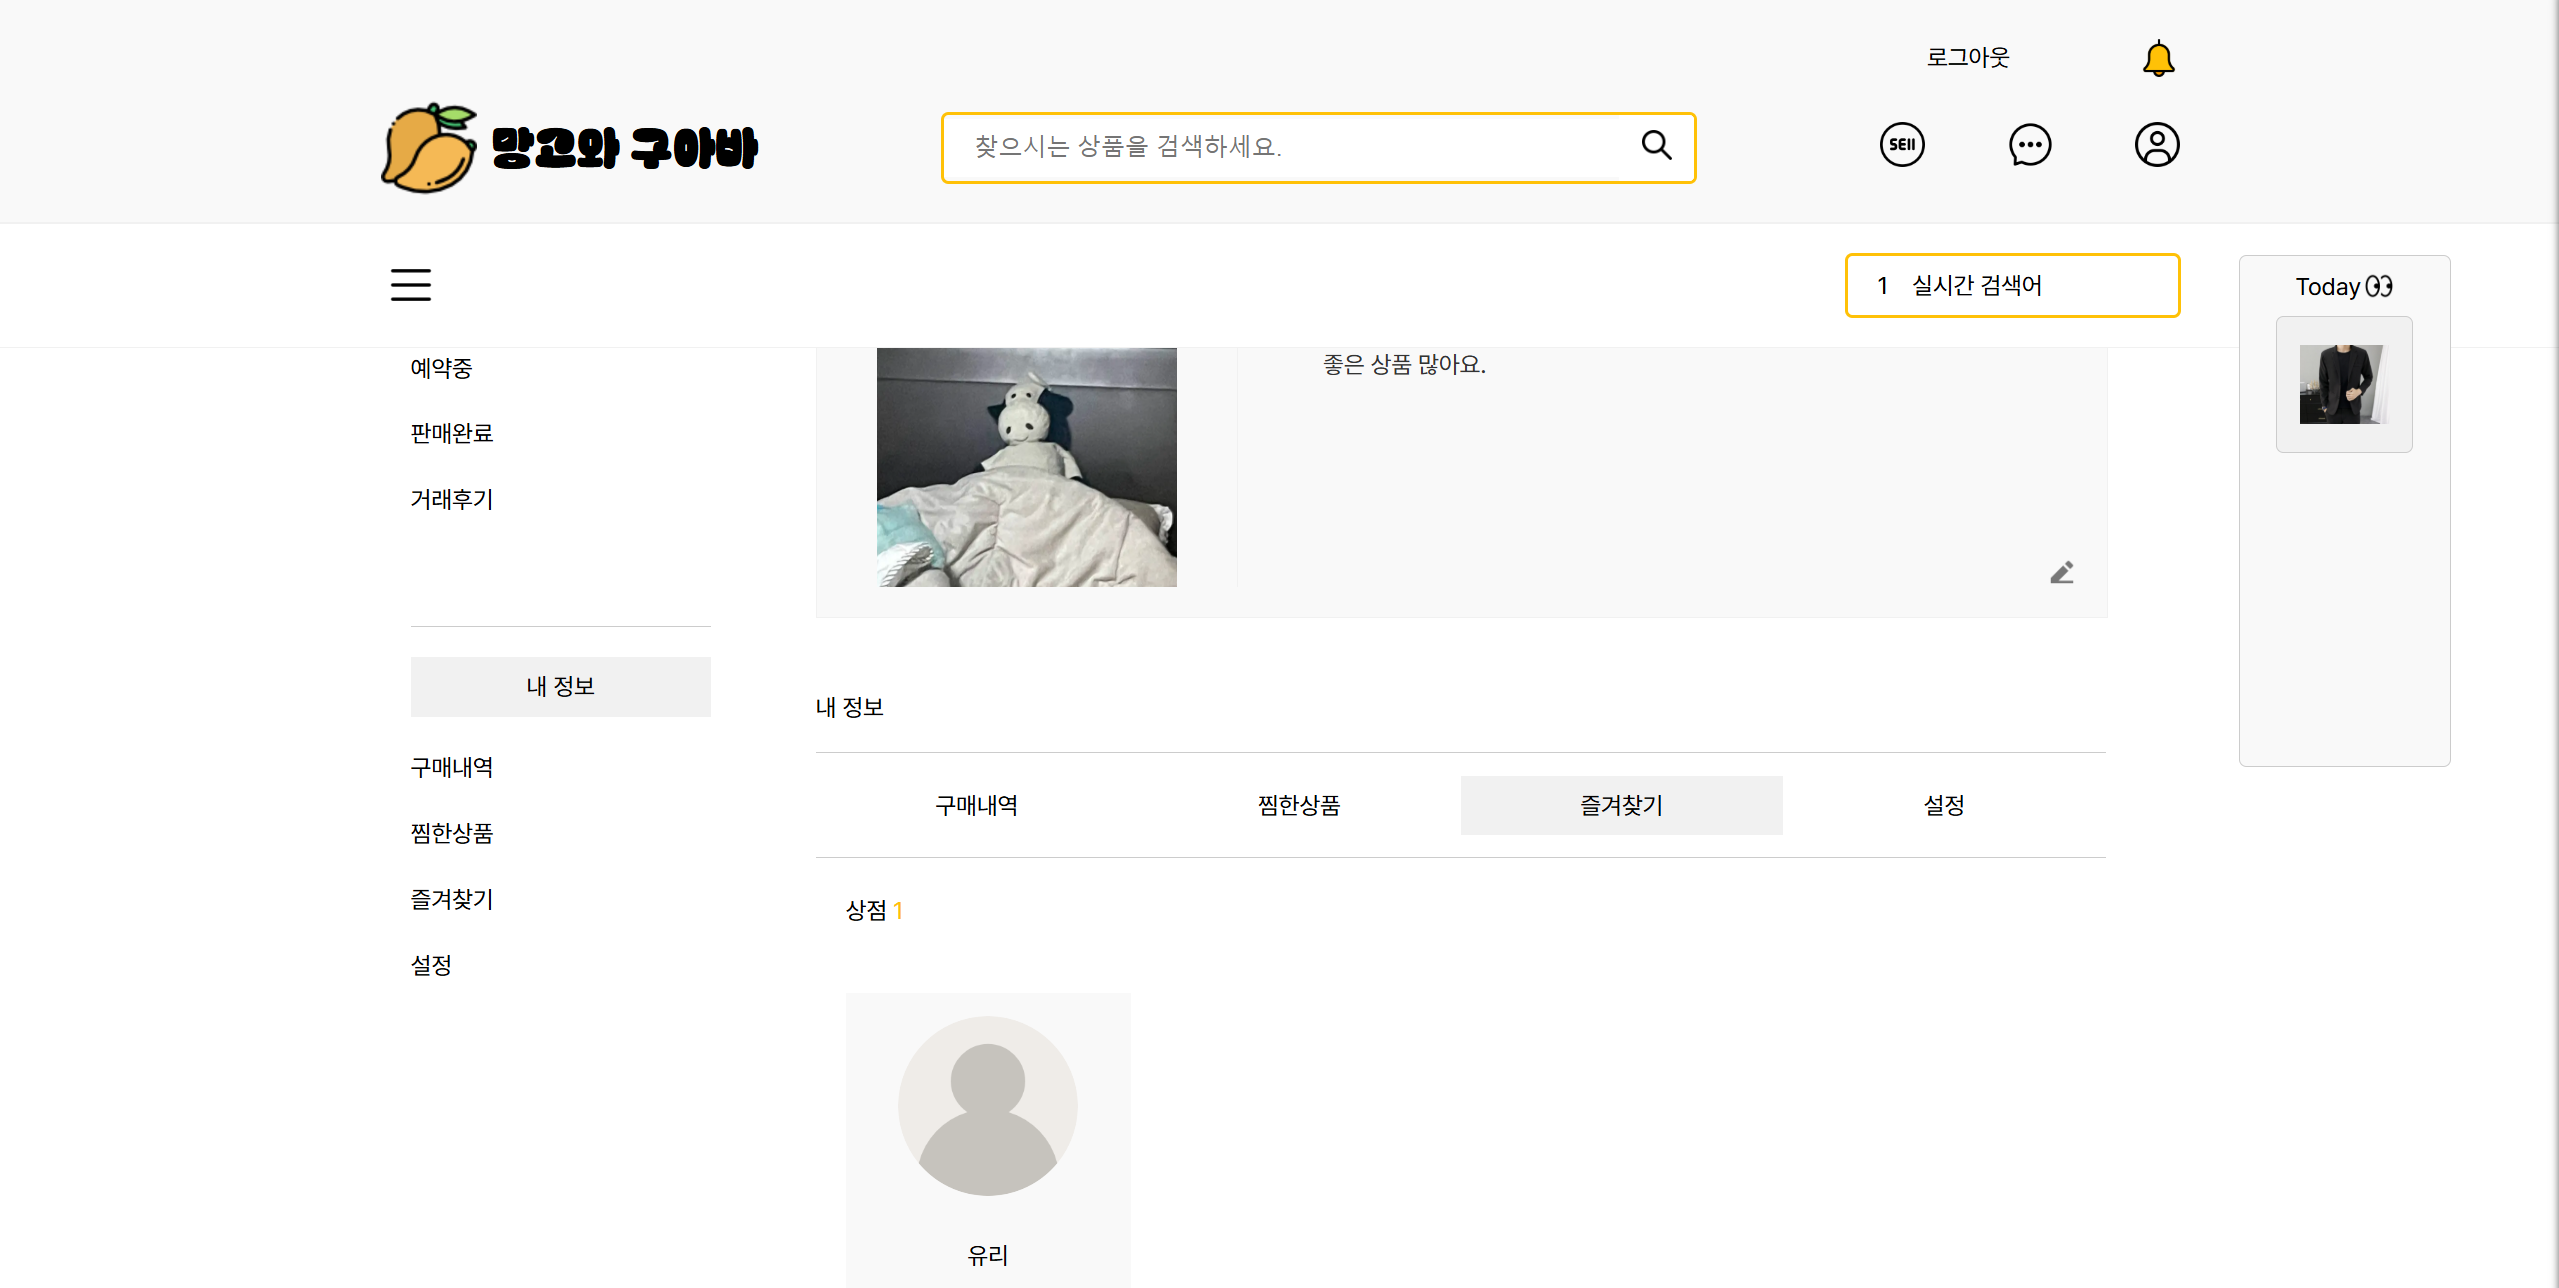 로그아웃
망고와 구아바
찾으시는 상품을 검색하세요.
SEll
1 실시간 검색어
Today
예약중
판매완료
거래후기
내 정보
구매내역
찜한상품
즐겨찾기
설정
좋은 상품 많아요.
내 정보
구매내역 찜한상품 즐겨찾기 설정
상점 1
유리